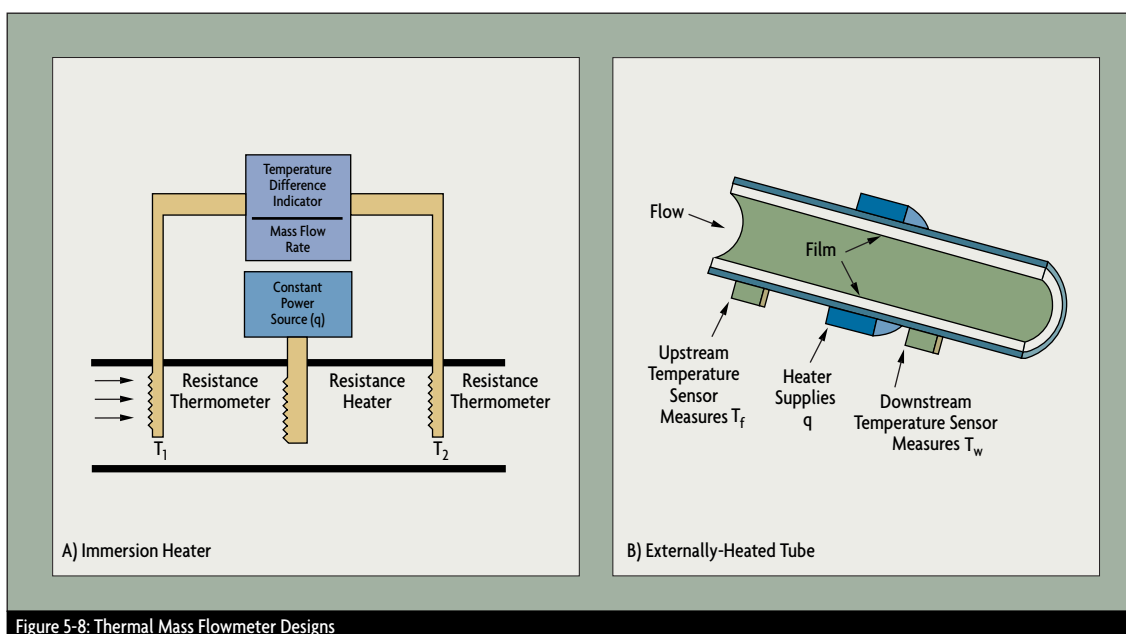 Temperature
Difference
Indicator
Mass Flow
Rate
Constant
Power
Source (q)
Resistance
Thermometer
Resistance
Heater
Resistance
Thermometer
T₁
T₂
A) Immersion Heater
Flow
Film
Upstream
Temperature
Sensor
Measures T_f
Heater
Supplies
q
Downstream
Temperature Sensor
Measures T_w
B) Externally-Heated Tube
Figure 5-8: Thermal Mass Flowmeter Designs